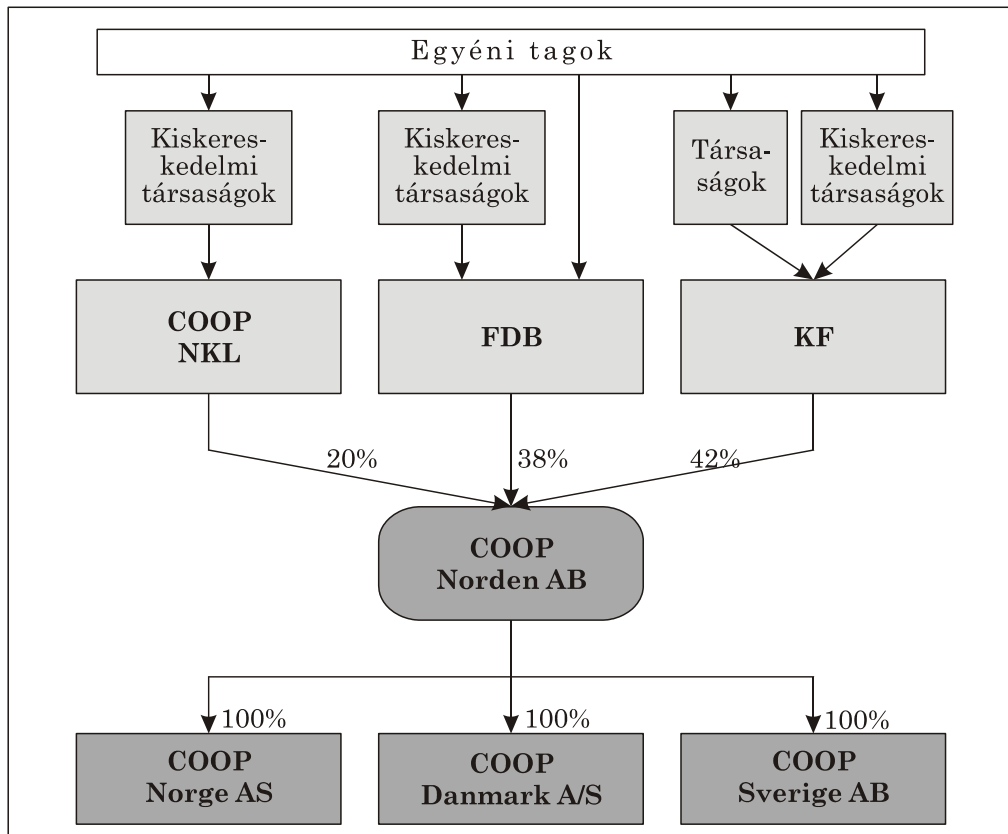 Egyéni tagok
Kiskeres-
kedelmi
társaságok
Kiskeres-
kedelmi
társaságok
Társa-
ságok
Kiskeres-
kedelmi
társaságok
COOP
NKL
FDB
KF
20%
38%
42%
COOP
Norden AB
100%
100%
100%
COOP
Norge AS
COOP
Danmark A/S
COOP
Sverige AB